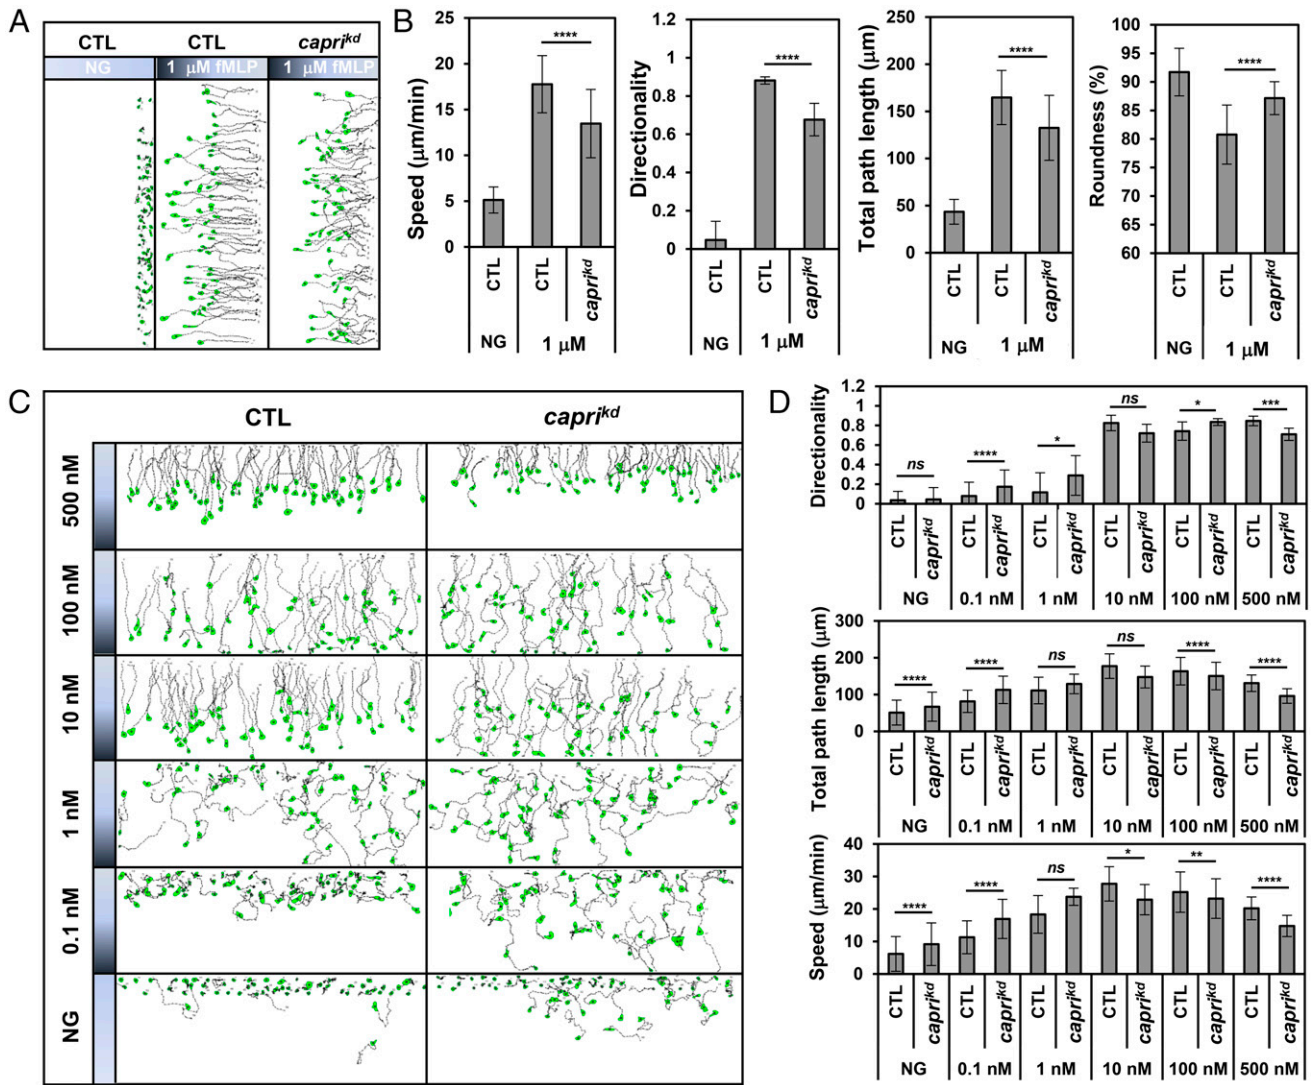 A
CTL CTL capri^kd
NG 1 μM fMLP 1 μM fMLP
B
Speed (μm/min)
25
20
15
10
5
0
****
CTL CTL capri^kd
NG 1 μM
Directionality
1.2
1
0.8
0.6
0.4
0.2
0
****
CTL CTL capri^kd
NG 1 μM
Total path length (μm)
250
200
150
100
50
0
****
CTL CTL capri^kd
NG 1 μM
Roundness (%)
100
95
90
85
80
75
70
65
60
****
CTL CTL capri^kd
NG 1 μM
C
CTL capri^kd
500 nM
100 nM
10 nM
1 nM
0.1 nM
NG
D
Directionality
1.2
1
0.8
0.6
0.4
0.2
0
ns **** * ns * ***
CTL capri^kd CTL capri^kd CTL capri^kd CTL capri^kd CTL capri^kd CTL capri^kd
NG 0.1 nM 1 nM 10 nM 100 nM 500 nM
Total path length (μm)
300
200
100
0
**** **** ns ns **** ****
CTL capri^kd CTL capri^kd CTL capri^kd CTL capri^kd CTL capri^kd CTL capri^kd
NG 0.1 nM 1 nM 10 nM 100 nM 500 nM
Speed (μm/min)
40
30
20
10
0
**** **** ns * ** ****
CTL capri^kd CTL capri^kd CTL capri^kd CTL capri^kd CTL capri^kd CTL capri^kd
NG 0.1 nM 1 nM 10 nM 100 nM 500 nM